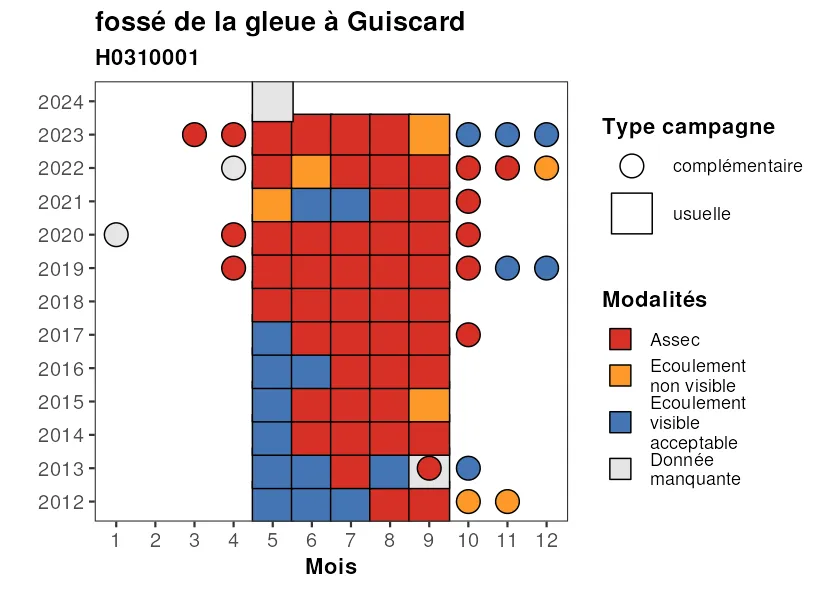 fossé de la gleue à Guiscard
H0310001
2024
2023
2022
2021
2020
2019
2018
2017
2016
2015
2014
2013
2012
1 2 3 4 5 6 7 8 9 10 11 12
Mois
Type campagne
complémentaire
usuelle
Modalités
Assec
Ecoulement
non visible
Ecoulement
visible
acceptable
Donnée
manquante